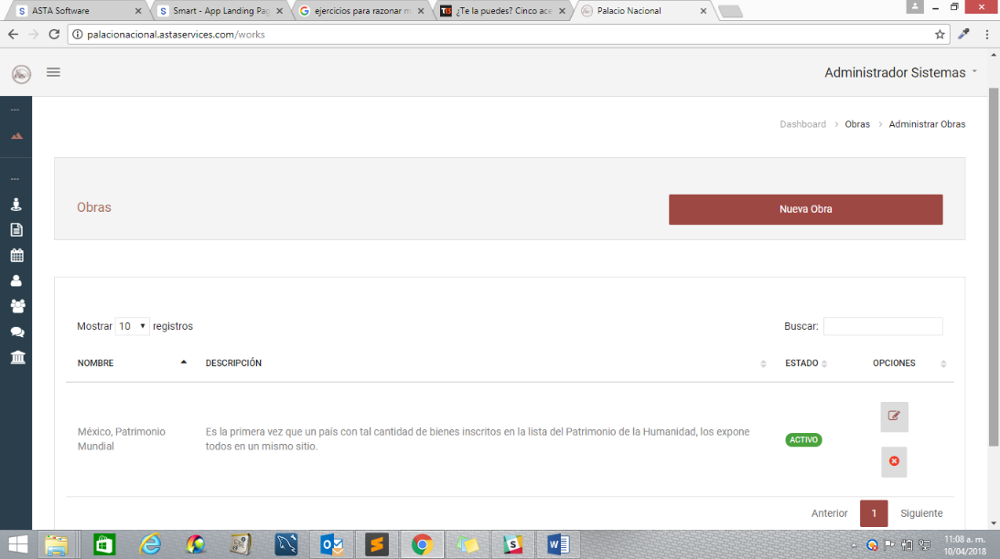 ASTA Software
Smart - App Landing Pag
ejercicios para razonar m
¿Te la puedes? Cinco ace
Palacio Nacional
palacionacional.astaservices.com/works
Administrador Sistemas
Dashboard > Obras > Administrar Obras
Obras
Nueva Obra
Mostrar 10 registros
Buscar:
NOMBRE DESCRIPCIÓN ESTADO OPCIONES
México, Patrimonio
Mundial
Es la primera vez que un país con tal cantidad de bienes inscritos en la lista del Patrimonio de la Humanidad, los expone
todos en un mismo sitio.
ACTIVO
Anterior 1 Siguiente
11:08 a. m.
10/04/2018